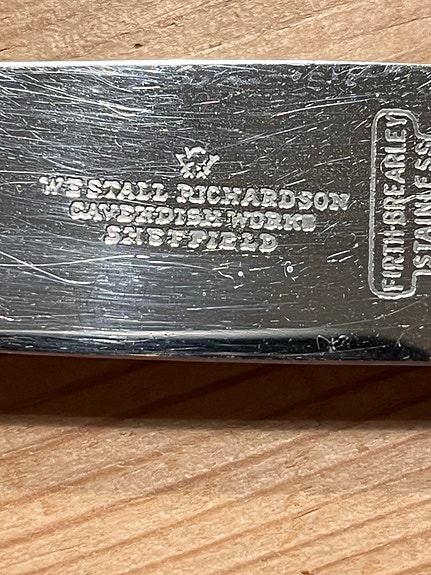 WESTALL RICHARDSON
CAVENDISH WORKS
SHEFFIELD
FIRTH-BREARLEY
STAINLESS